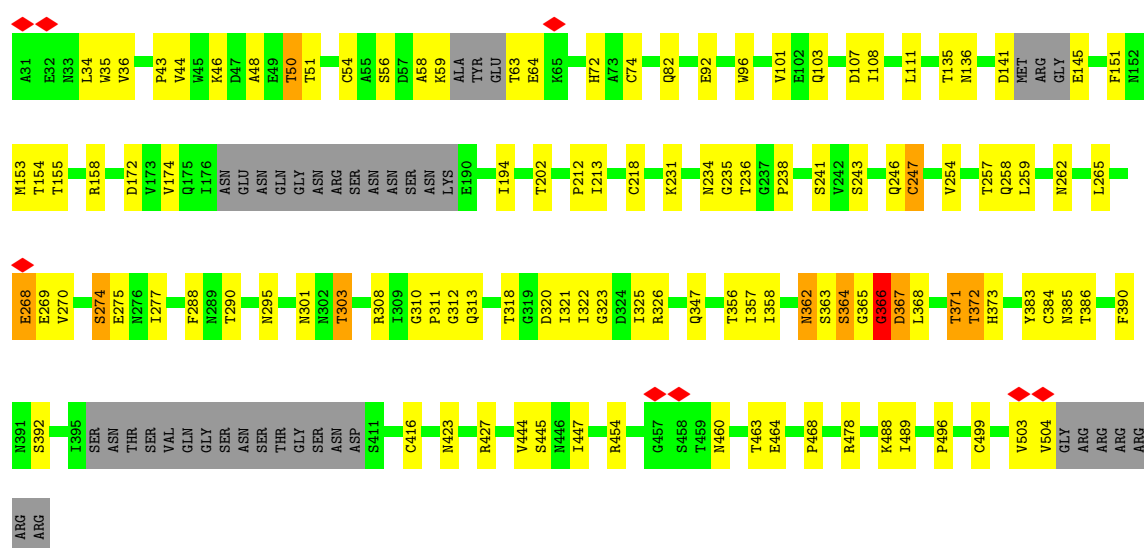 A31 E32 N33 L34 W35 V36 P43 V44 W45 K46 D47 A48 E49 T50 T51 C54 A55 S56 D57 A58 K59 ALA TYR GLU T63 E64 K65 H72 A73 C74 Q82 E92 W96 V101 E102 Q103 D107 I108 L111 T135 N136 D141 MET ARG GLY E145 F151 N152
M153 T154 T155 R158 D172 V173 V174 Q175 I176 ASN GLU ASN GLN GLY ASN ARG SER ASN ASN SER ASN LYS E190 I194 T202 P212 I213 C218 K231 N234 G235 T236 G237 P238 S241 V242 S243 Q246 C247 V254 T257 Q258 L259 N262 L265
E268 E269 V270 S274 E275 N276 I277 F288 N289 T290 N295 N301 N302 T303 R308 I309 G310 P311 G312 Q313 T318 G319 D320 I321 I322 G323 D324 I325 R326 Q347 T356 I357 I358 N362 S363 S364 G365 G366 D367 L368 T371 T372 H373 Y383 C384 N385 T386 F390
N391 S392 I395 SER ASN THR SER VAL GLN GLY SER ASN SER THR GLY SER ASN ASP S411 C416 N423 R427 V444 S445 N446 I447 R454 G457 S458 T459 N460 T463 E464 P468 R478 K488 I489 P496 C499 V503 V504 GLY ARG ARG ARG ARG
ARG ARG